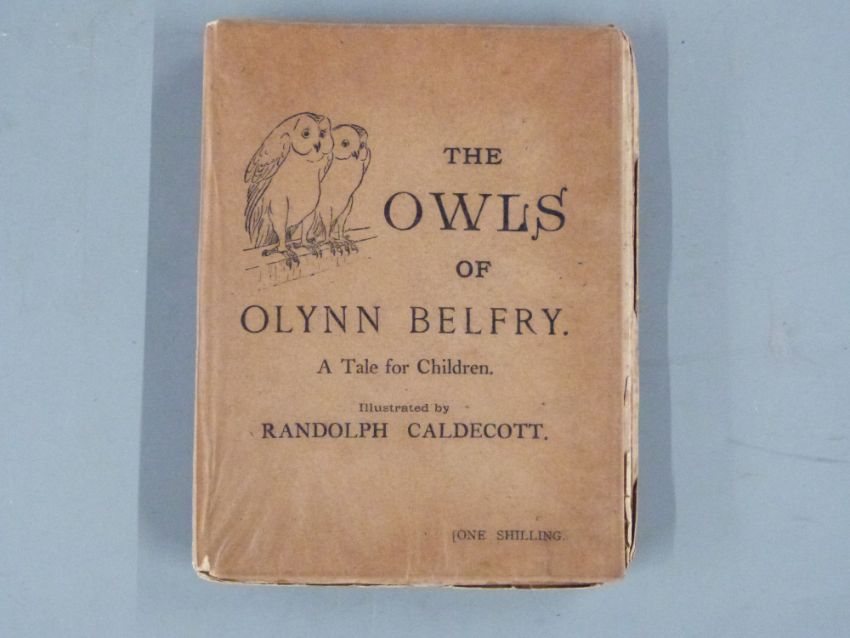 THE
OWLS
OF
OLYNN BELFRY.
A Tale for Children.
Illustrated by
RANDOLPH CALDECOTT.
[ONE SHILLING.